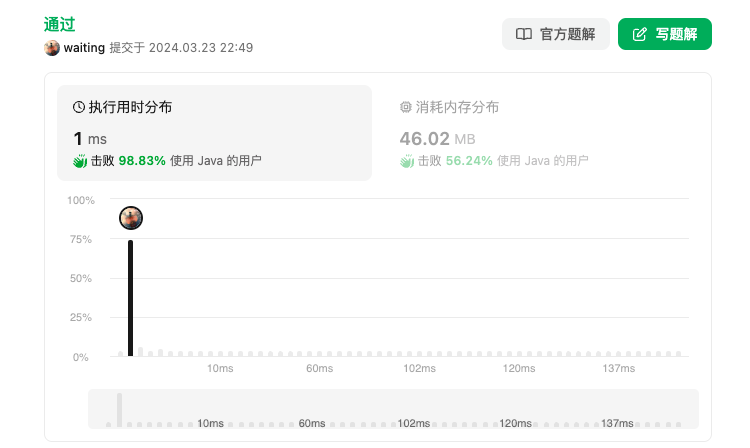 通过
waiting 提交于 2024.03.23 22:49
官方题解
写题解
执行用时分布
1 ms
击败 98.83% 使用 Java 的用户
消耗内存分布
46.02 MB
击败 56.24% 使用 Java 的用户
100%
75%
50%
25%
0%
10ms 60ms 102ms 120ms 137ms
10ms 60ms 102ms 120ms 137ms